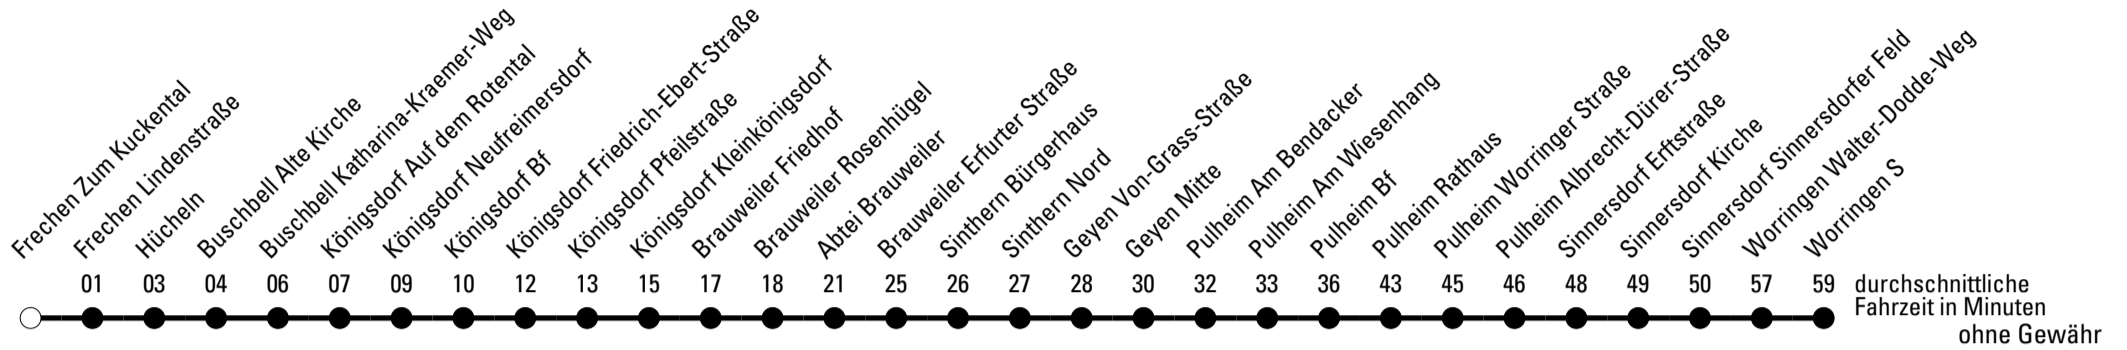 Frechen Zum Kuckental
Frechen Lindenstraße
Hücheln
Buschbell Alte Kirche
Buschbell Katharina-Kraemer-Weg
Königsdorf Auf dem Rotental
Königsdorf Neufreimersdorf
Königsdorf Bf
Königsdorf Friedrich-Ebert-Straße
Königsdorf Pfeilstraße
Königsdorf Kleinkönigsdorf
Brauweiler Friedhof
Brauweiler Rosenhügel
Abtei Brauweiler
Brauweiler Erfurter Straße
Sinthern Bürgerhaus
Sinthern Nord
Geyen Von-Grass-Straße
Geyen Mitte
Pulheim Am Bendacker
Pulheim Am Wiesenhang
Pulheim Bf
Pulheim Rathaus
Pulheim Worringer Straße
Pulheim Albrecht-Dürer-Straße
Sinnersdorf Erftstraße
Sinnersdorf Kirche
Sinnersdorf Sinnersdorfer Feld
Worringen Walter-Dodde-Weg
Worringen S
01 03 04 06 07 09 10 12 13 15 17 18 21 25 26 27 28 30 32 33 36 43 45 46 48 49 50 57 59 durchschnittliche
Fahrzeit in Minuten
ohne Gewähr